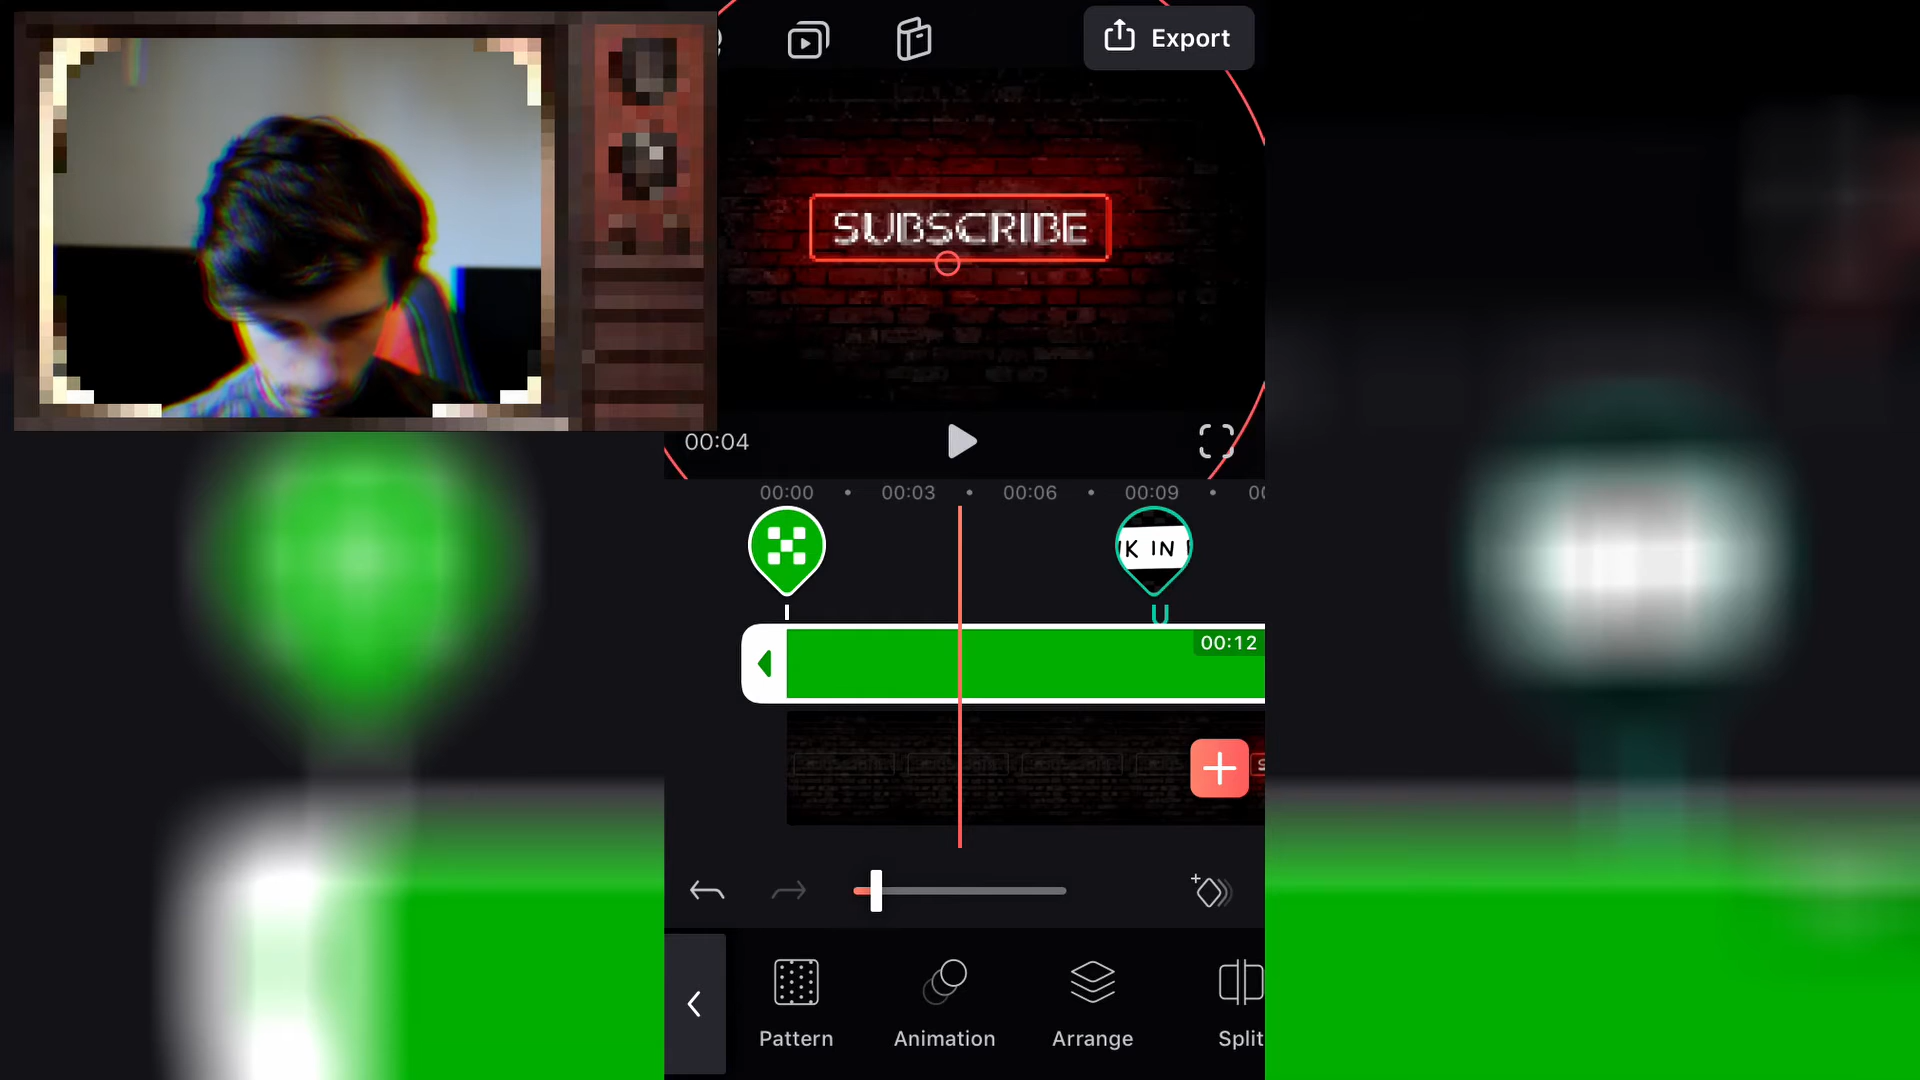 Export
SUBSCRIBE
00:04
00:00
00:03
00:06
00:09
K IN
00:12
Pattern
Animation
Arrange
Split